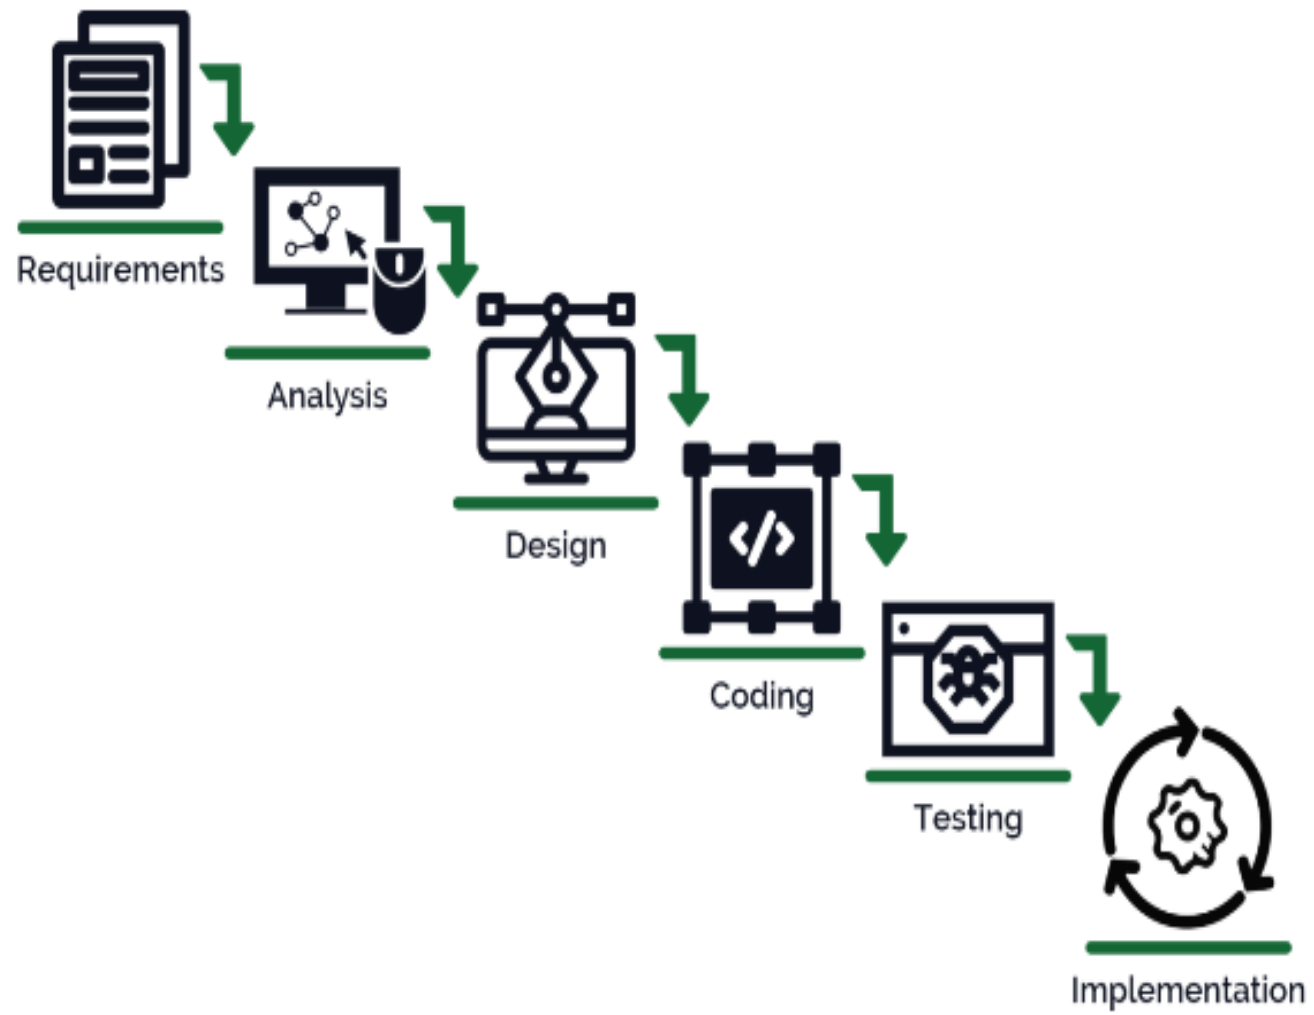 Requirements
Analysis
Design
Coding
Testing
Implementation